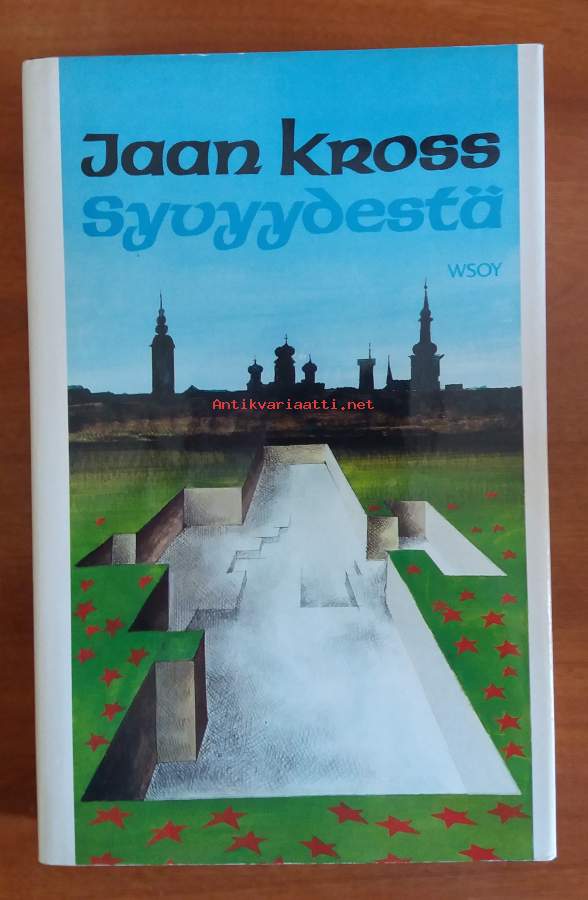 Jaan Kross
Syvyydestä
WSOY
Antikvariaatti.net